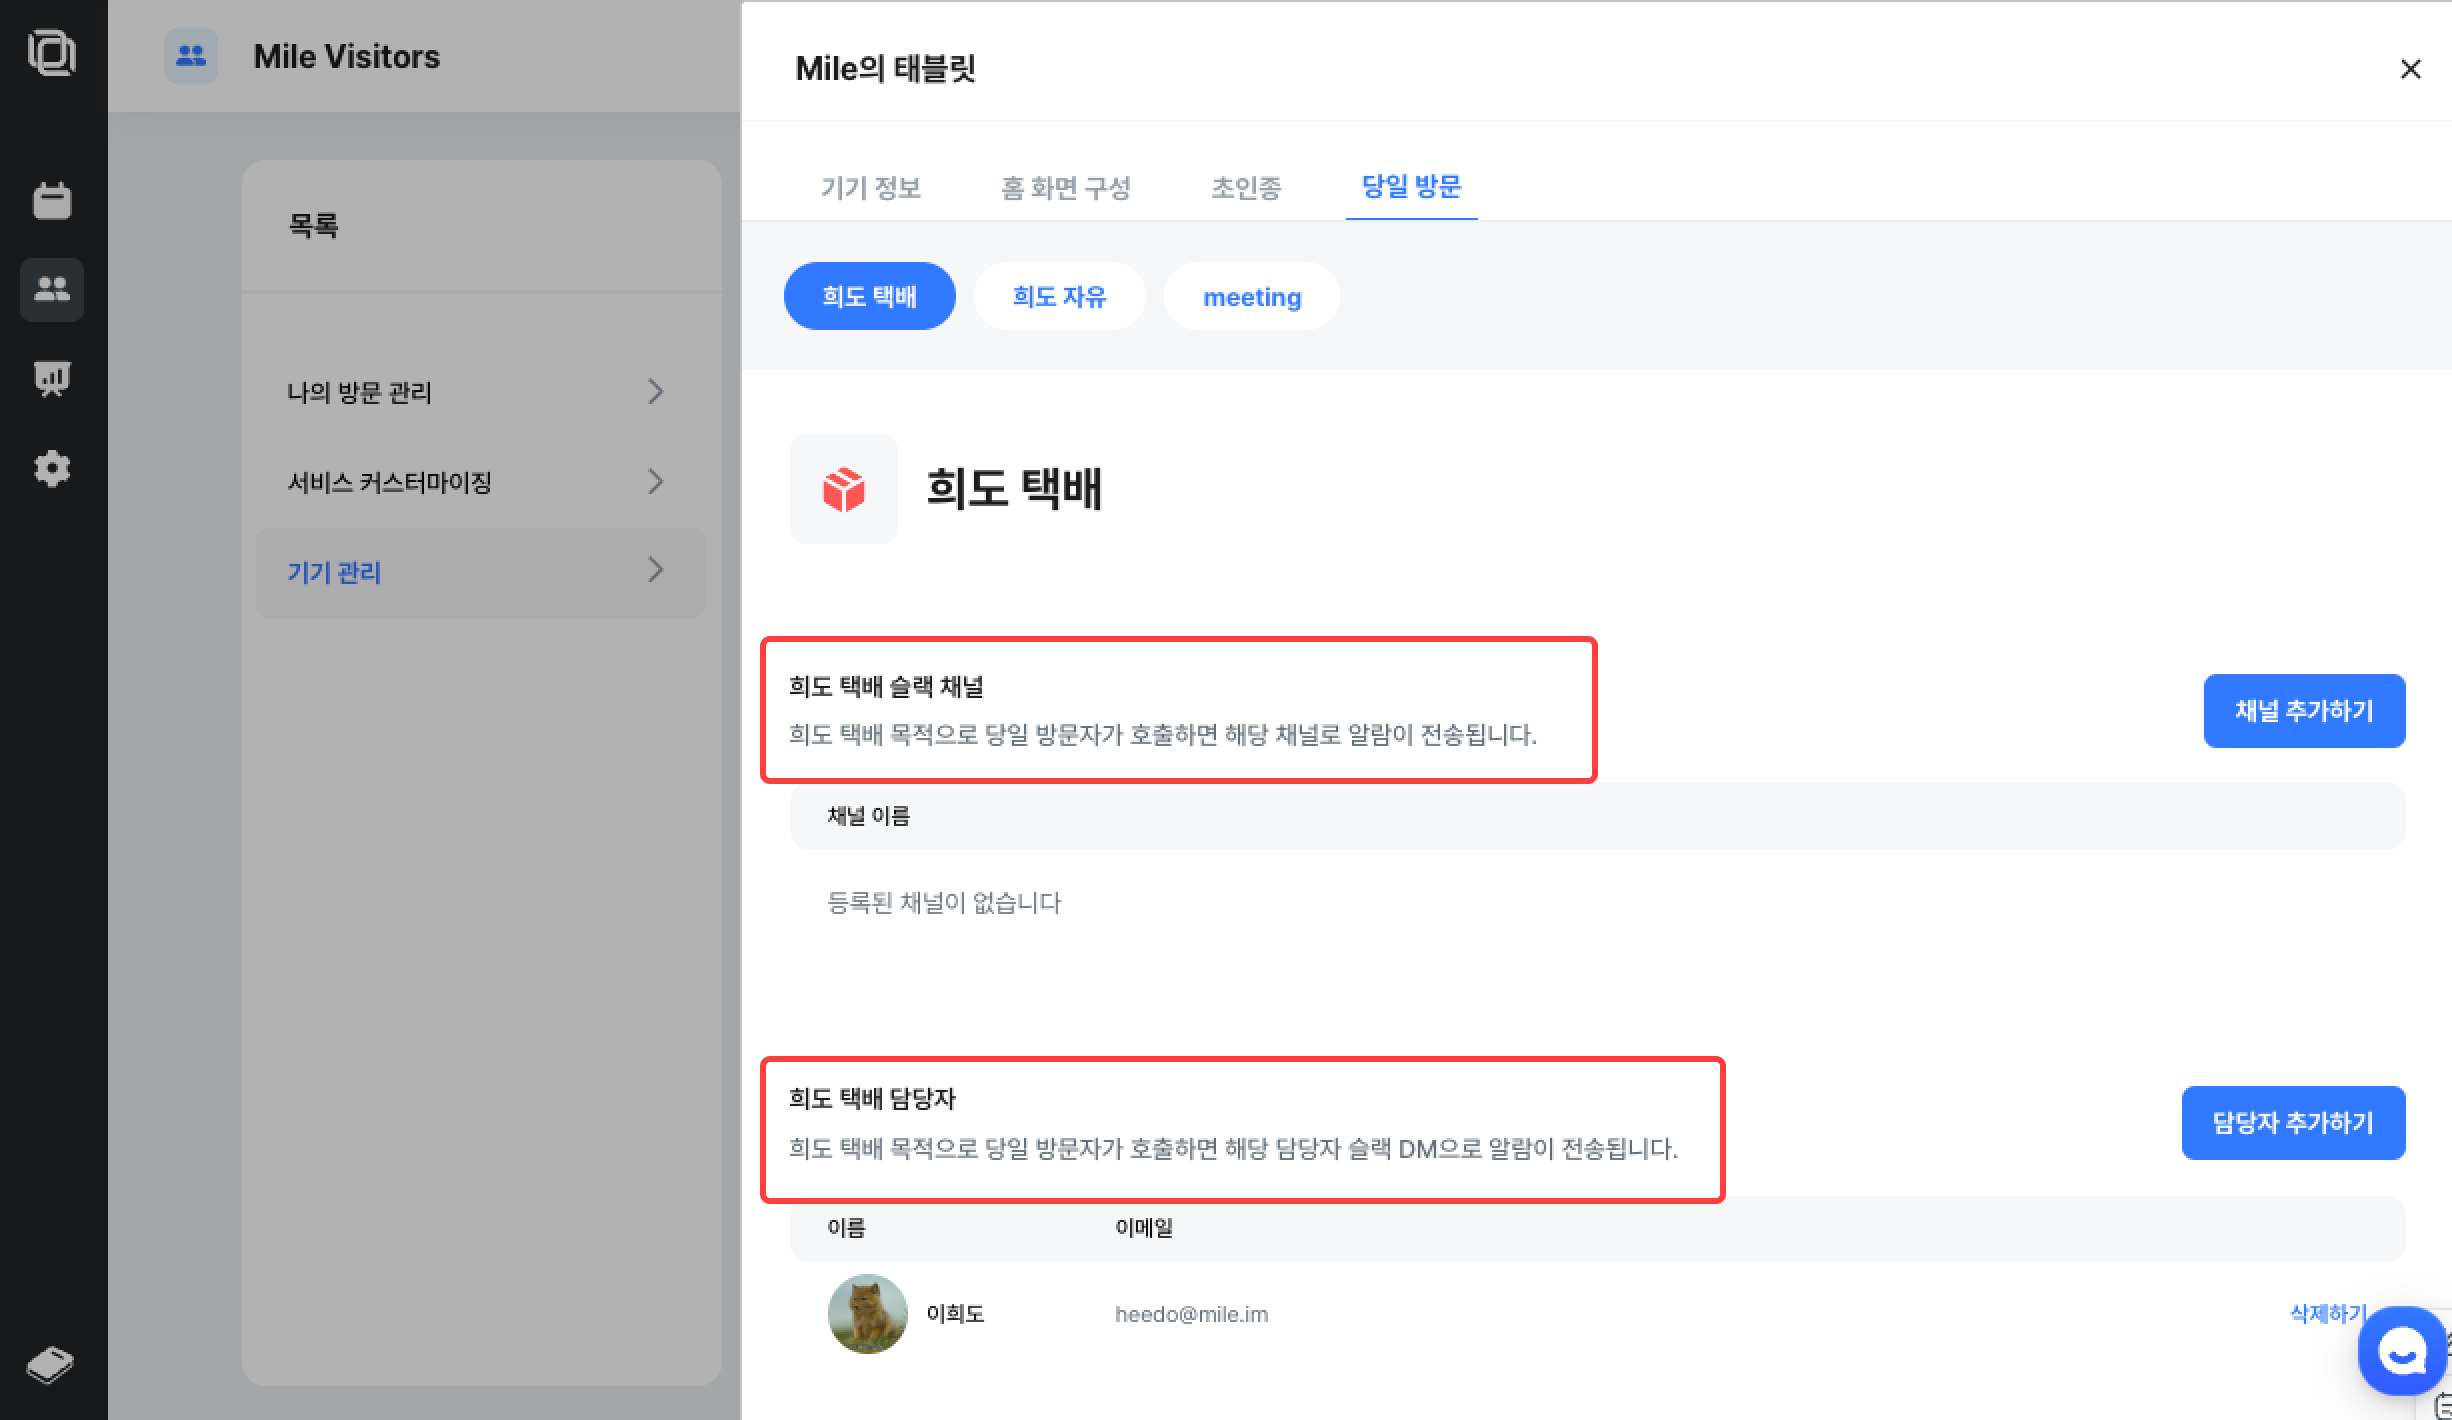 Mile Visitors
목록
나의 방문 관리
서비스 커스터마이징
기기 관리
Mile의 태블릿
기기 정보
홈 화면 구성
초인종
당일 방문
희도 택배
희도 자유
meeting
희도 택배
희도 택배 슬랙 채널
희도 택배 목적으로 당일 방문자가 호출하면 해당 채널로 알람이 전송됩니다.
채널 추가하기
채널 이름
등록된 채널이 없습니다
희도 택배 담당자
희도 택배 목적으로 당일 방문자가 호출하면 해당 담당자 슬랙 DM으로 알람이 전송됩니다.
담당자 추가하기
이름
이메일
이희도
heedo@mile.im
삭제하기